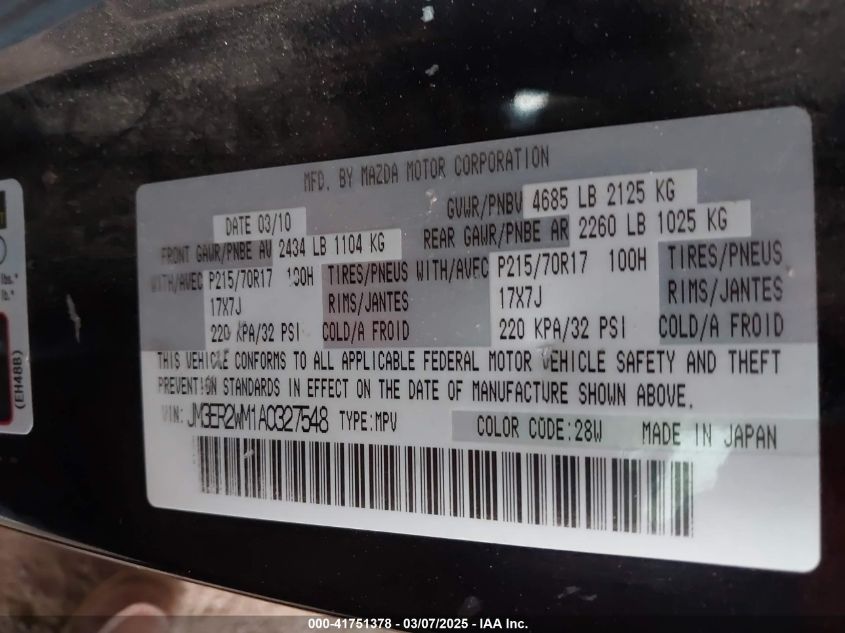 MFD. BY MAZDA MOTOR CORPORATION
DATE 03/10
GVWR/PNBV 4685 LB 2125 KG
FRONT GAWR/PNBE AV 2434 LB 1104 KG
REAR GAWR/PNBE AR 2260 LB 1025 KG
WITH/AVEC P215/70R17 100H TIRES/PNEUS WITH/AVEC P215/70R17 100H TIRES/PNEUS
17X7J RIMS/JANTES 17X7J RIMS/JANTES
220 KPA/32 PSI COLD/A FROID 220 KPA/32 PSI COLD/A FROID
THIS VEHICLE CONFORMS TO ALL APPLICABLE FEDERAL MOTOR VEHICLE SAFETY AND THEFT
PREVENTION STANDARDS IN EFFECT ON THE DATE OF MANUFACTURE SHOWN ABOVE.
VIN: JM3ER2WM1A0327548 TYPE:MPV COLOR CODE:28W MADE IN JAPAN
lbs.*
lb.*
(EH48B)
000-41751378 - 03/07/2025 - IAA Inc.